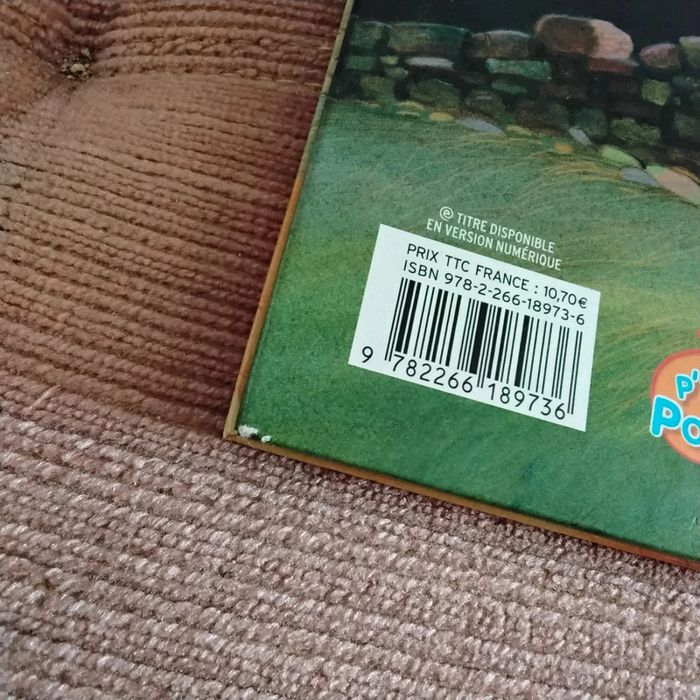 ⓔ TITRE DISPONIBLE
EN VERSION NUMÉRIQUE
PRIX TTC FRANCE : 10,70€
ISBN 978-2-266-18973-6
9 782266 189736
P'
Po